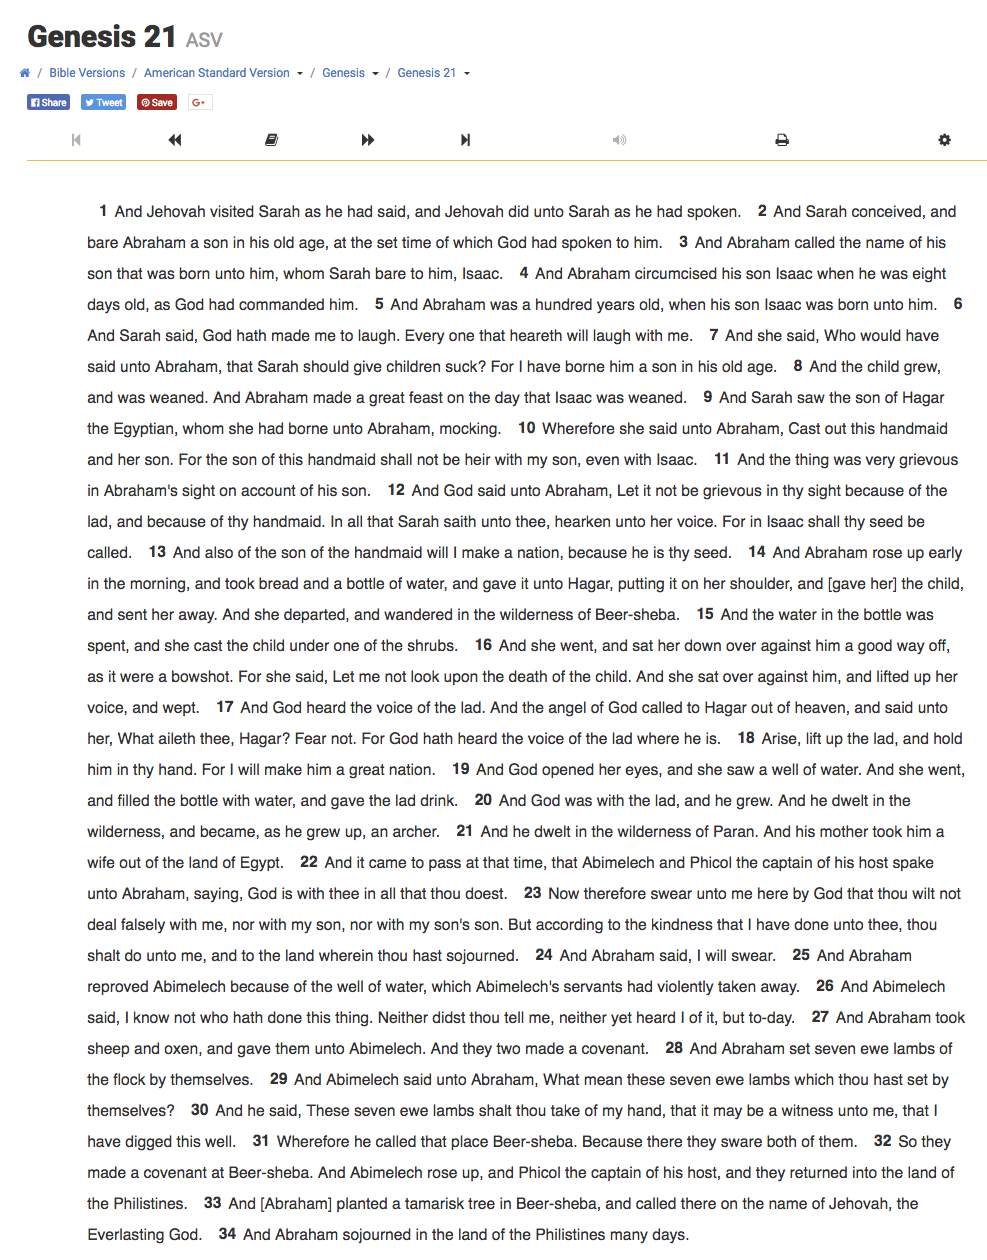 Genesis 21 ASV
/ Bible Versions / American Standard Version / Genesis / Genesis 21
Share Tweet Save G+
1 And Jehovah visited Sarah as he had said, and Jehovah did unto Sarah as he had spoken. 2 And Sarah conceived, and
bare Abraham a son in his old age, at the set time of which God had spoken to him. 3 And Abraham called the name of his
son that was born unto him, whom Sarah bare to him, Isaac. 4 And Abraham circumcised his son Isaac when he was eight
days old, as God had commanded him. 5 And Abraham was a hundred years old, when his son Isaac was born unto him. 6
And Sarah said, God hath made me to laugh. Every one that heareth will laugh with me. 7 And she said, Who would have
said unto Abraham, that Sarah should give children suck? For I have borne him a son in his old age. 8 And the child grew,
and was weaned. And Abraham made a great feast on the day that Isaac was weaned. 9 And Sarah saw the son of Hagar
the Egyptian, whom she had borne unto Abraham, mocking. 10 Wherefore she said unto Abraham, Cast out this handmaid
and her son. For the son of this handmaid shall not be heir with my son, even with Isaac. 11 And the thing was very grievous
in Abraham's sight on account of his son. 12 And God said unto Abraham, Let it not be grievous in thy sight because of the
lad, and because of thy handmaid. In all that Sarah saith unto thee, hearken unto her voice. For in Isaac shall thy seed be
called. 13 And also of the son of the handmaid will I make a nation, because he is thy seed. 14 And Abraham rose up early
in the morning, and took bread and a bottle of water, and gave it unto Hagar, putting it on her shoulder, and [gave her] the child,
and sent her away. And she departed, and wandered in the wilderness of Beer-sheba. 15 And the water in the bottle was
spent, and she cast the child under one of the shrubs. 16 And she went, and sat her down over against him a good way off,
as it were a bowshot. For she said, Let me not look upon the death of the child. And she sat over against him, and lifted up her
voice, and wept. 17 And God heard the voice of the lad. And the angel of God called to Hagar out of heaven, and said unto
her, What aileth thee, Hagar? Fear not. For God hath heard the voice of the lad where he is. 18 Arise, lift up the lad, and hold
him in thy hand. For I will make him a great nation. 19 And God opened her eyes, and she saw a well of water. And she went,
and filled the bottle with water, and gave the lad drink. 20 And God was with the lad, and he grew. And he dwelt in the
wilderness, and became, as he grew up, an archer. 21 And he dwelt in the wilderness of Paran. And his mother took him a
wife out of the land of Egypt. 22 And it came to pass at that time, that Abimelech and Phicol the captain of his host spake
unto Abraham, saying, God is with thee in all that thou doest. 23 Now therefore swear unto me here by God that thou wilt not
deal falsely with me, nor with my son, nor with my son's son. But according to the kindness that I have done unto thee, thou
shalt do unto me, and to the land wherein thou hast sojourned. 24 And Abraham said, I will swear. 25 And Abraham
reproved Abimelech because of the well of water, which Abimelech's servants had violently taken away. 26 And Abimelech
said, I know not who hath done this thing. Neither didst thou tell me, neither yet heard I of it, but to-day. 27 And Abraham took
sheep and oxen, and gave them unto Abimelech. And they two made a covenant. 28 And Abraham set seven ewe lambs of
the flock by themselves. 29 And Abimelech said unto Abraham, What mean these seven ewe lambs which thou hast set by
themselves? 30 And he said, These seven ewe lambs shalt thou take of my hand, that it may be a witness unto me, that I
have digged this well. 31 Wherefore he called that place Beer-sheba. Because there they sware both of them. 32 So they
made a covenant at Beer-sheba. And Abimelech rose up, and Phicol the captain of his host, and they returned into the land of
the Philistines. 33 And [Abraham] planted a tamarisk tree in Beer-sheba, and called there on the name of Jehovah, the
Everlasting God. 34 And Abraham sojourned in the land of the Philistines many days.